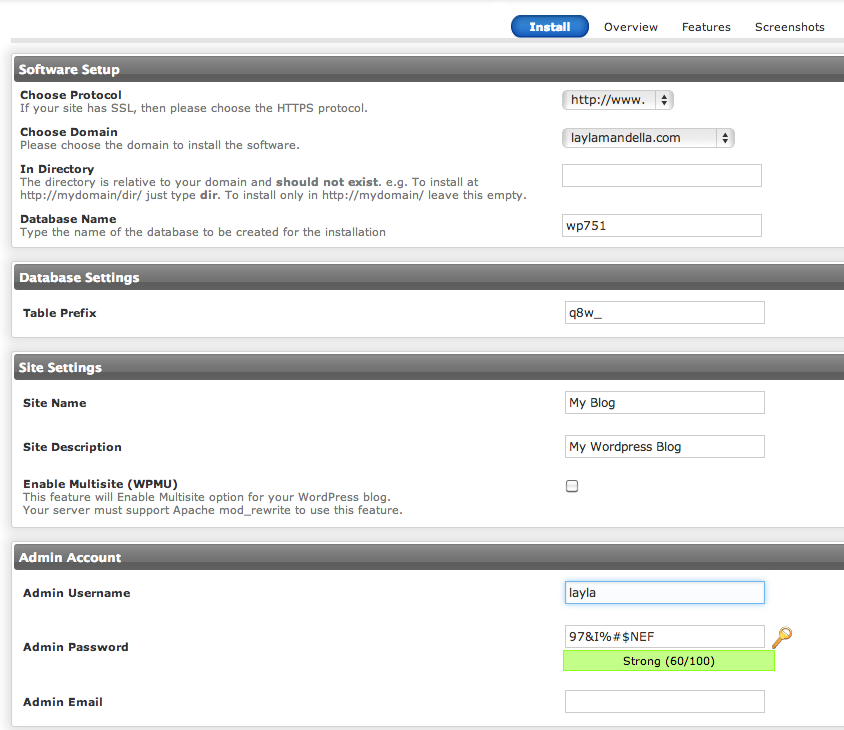 Install Overview Features Screenshots
Software Setup
Choose Protocol
If your site has SSL, then please choose the HTTPS protocol.
http://www.
Choose Domain
Please choose the domain to install the software.
laylamandella.com
In Directory
The directory is relative to your domain and should not exist. e.g. To install at
http://mydomain/dir/ just type dir. To install only in http://mydomain/ leave this empty.
Database Name
Type the name of the database to be created for the installation
wp751
Database Settings
Table Prefix
q8w_
Site Settings
Site Name
My Blog
Site Description
My Wordpress Blog
Enable Multisite (WPMU)
This feature will Enable Multisite option for your WordPress blog.
Your server must support Apache mod_rewrite to use this feature.
Admin Account
Admin Username
layla
Admin Password
97&I%#$NEF
Strong (60/100)
Admin Email